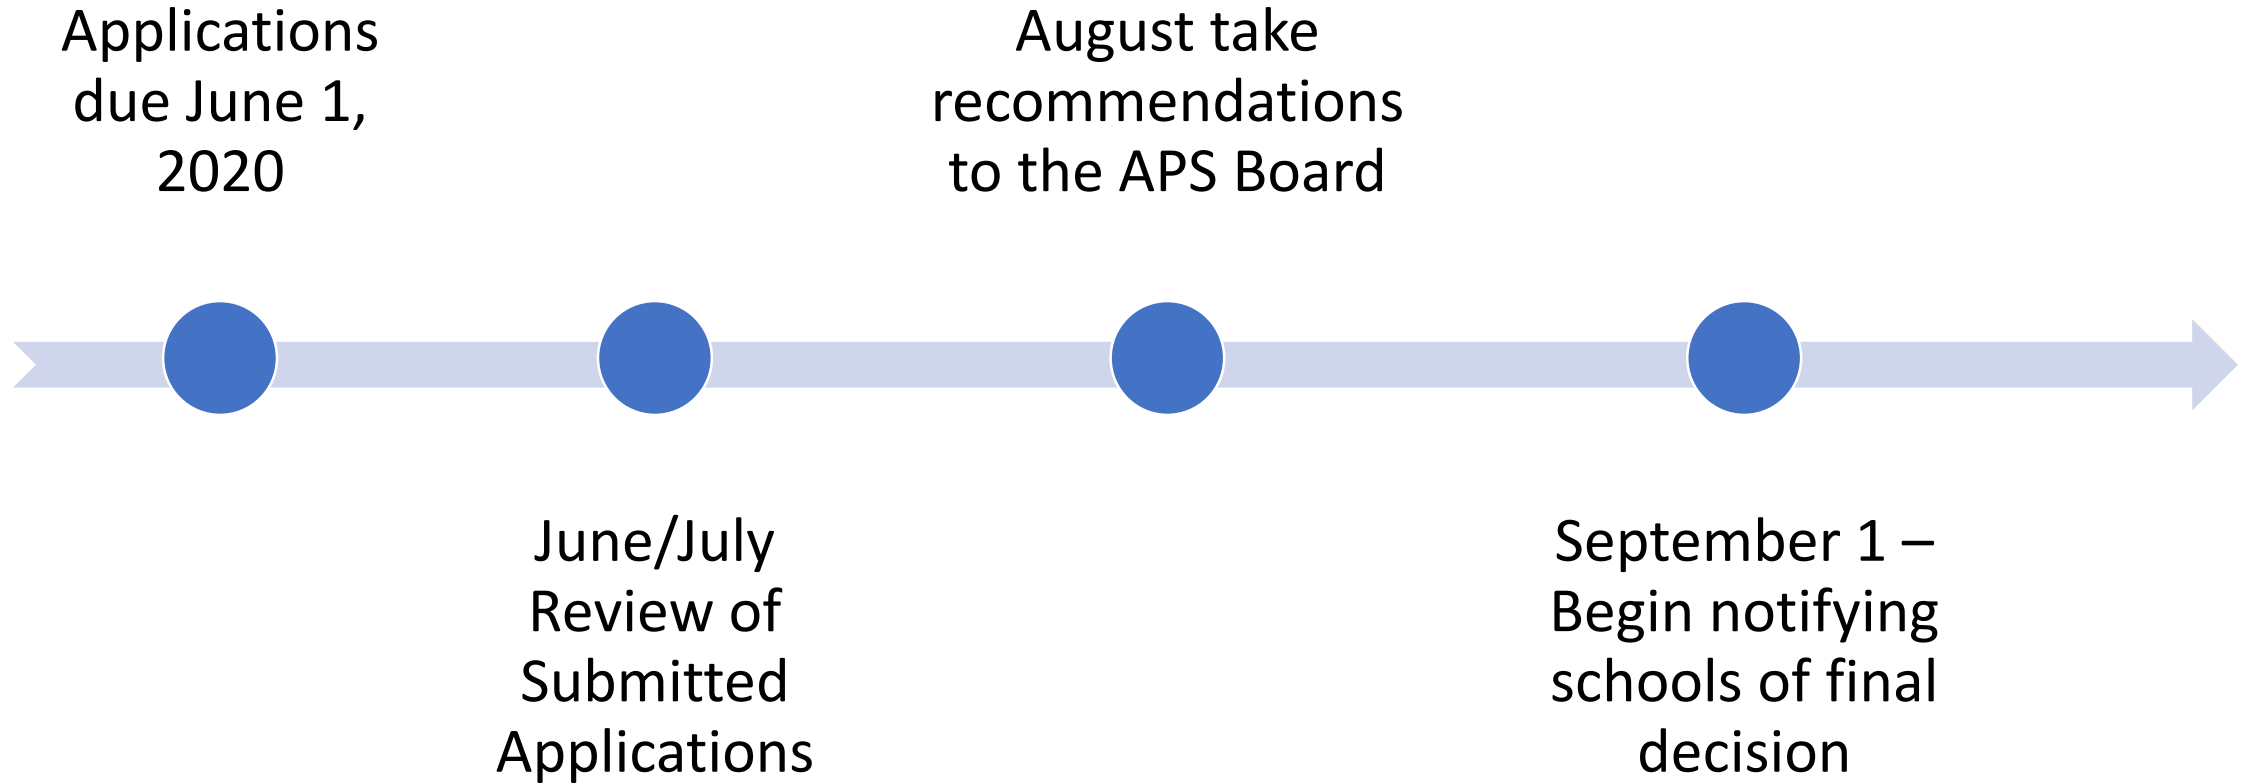 Applications
due June 1,
2020
June/July
Review of
Submitted
Applications
August take
recommendations
to the APS Board
September 1 –
Begin notifying
schools of final
decision